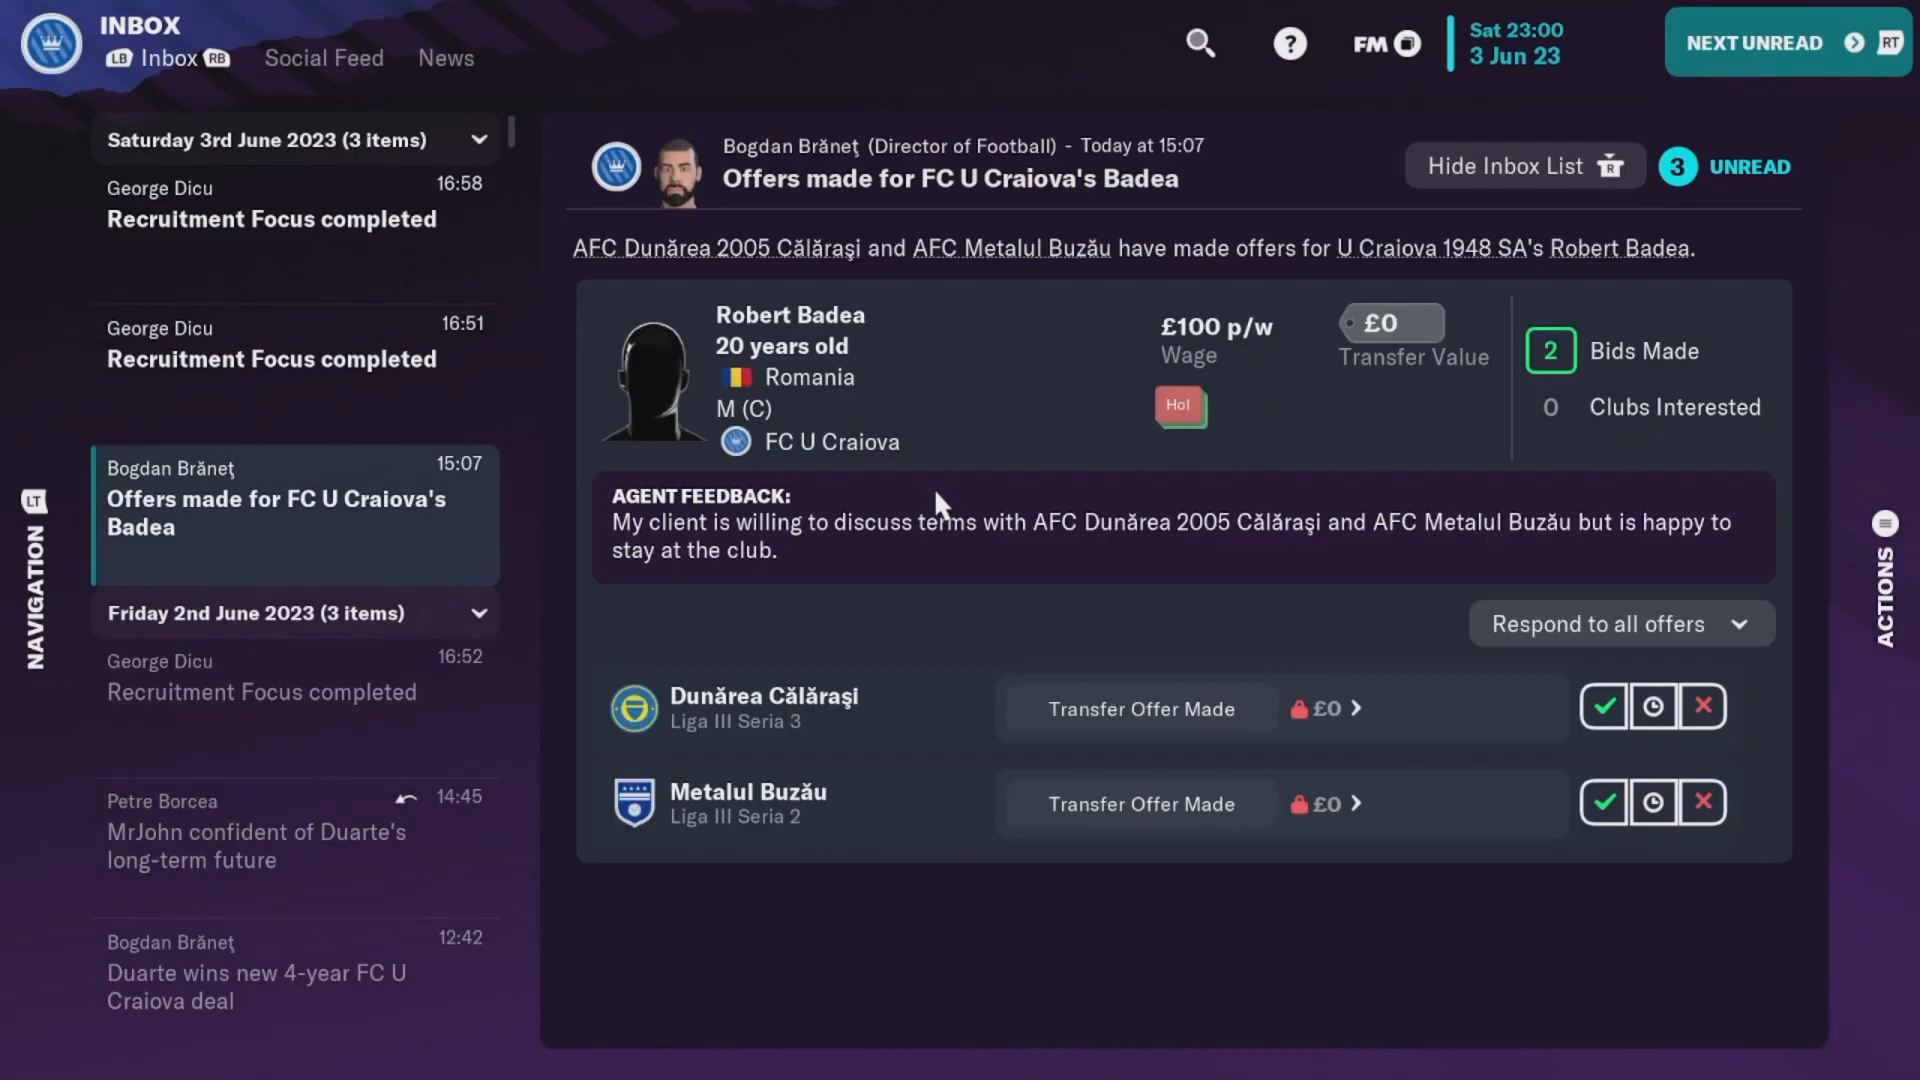 INBOX
LB Inbox RB Social Feed News
FM
Sat 23:00
3 Jun 23
NEXT UNREAD RT
Saturday 3rd June 2023 (3 items)
George Dicu 16:58
Recruitment Focus completed
George Dicu 16:51
Recruitment Focus completed
Bogdan Brăneţ 15:07
Offers made for FC U Craiova's
Badea
Friday 2nd June 2023 (3 items)
George Dicu 16:52
Recruitment Focus completed
Petre Borcea 14:45
MrJohn confident of Duarte's
long-term future
Bogdan Brăneţ 12:42
Duarte wins new 4-year FC U
Craiova deal
NAVIGATION LT
Bogdan Brăneţ (Director of Football) - Today at 15:07
Offers made for FC U Craiova's Badea
Hide Inbox List R
3 UNREAD
AFC Dunărea 2005 Călăraşi and AFC Metalul Buzău have made offers for U Craiova 1948 SA's Robert Badea.
Robert Badea
20 years old
Romania
M (C)
FC U Craiova
£100 p/w
Wage
Hol
£0
Transfer Value
2 Bids Made
0 Clubs Interested
AGENT FEEDBACK:
My client is willing to discuss terms with AFC Dunărea 2005 Călăraşi and AFC Metalul Buzău but is happy to
stay at the club.
Respond to all offers
Dunărea Călăraşi
Liga III Seria 3
Transfer Offer Made £0
Metalul Buzău
Liga III Seria 2
Transfer Offer Made £0
ACTIONS